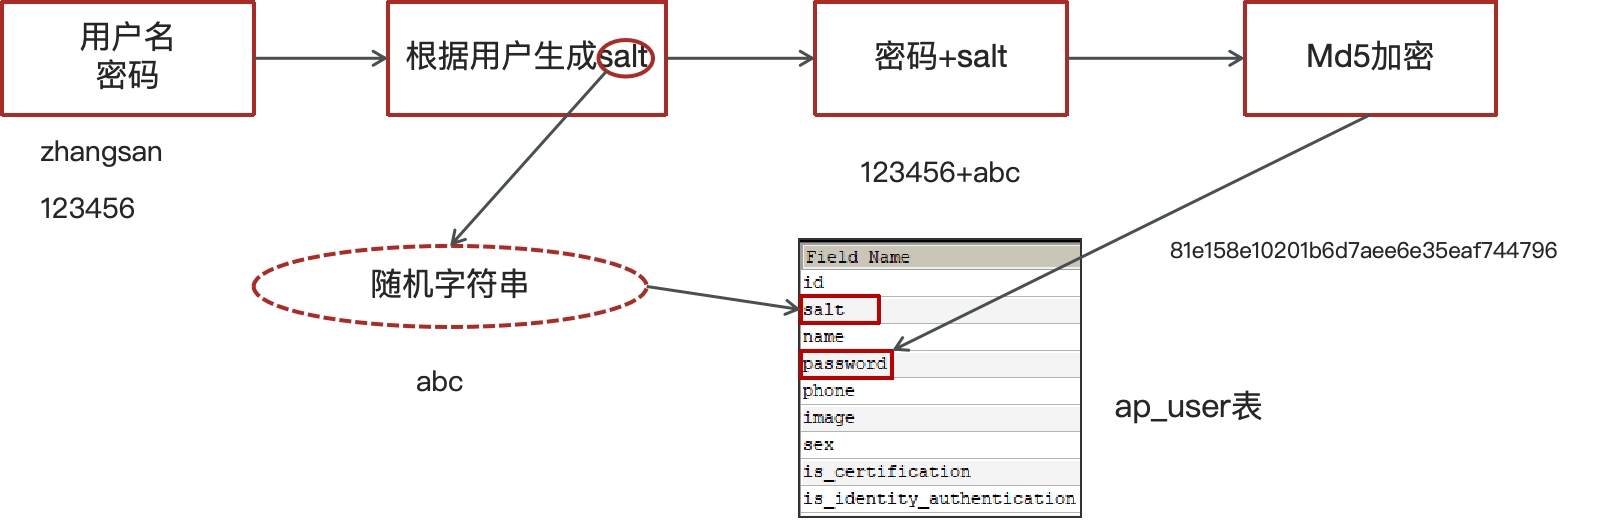 用户名
密码
根据用户生成salt
密码+salt
Md5加密
zhangsan
123456
123456+abc
随机字符串
abc
81e158e10201b6d7aee6e35eaf744796
Field Name
id
salt
name
password
phone
image
sex
is_certification
is_identity_authentication
ap_user表